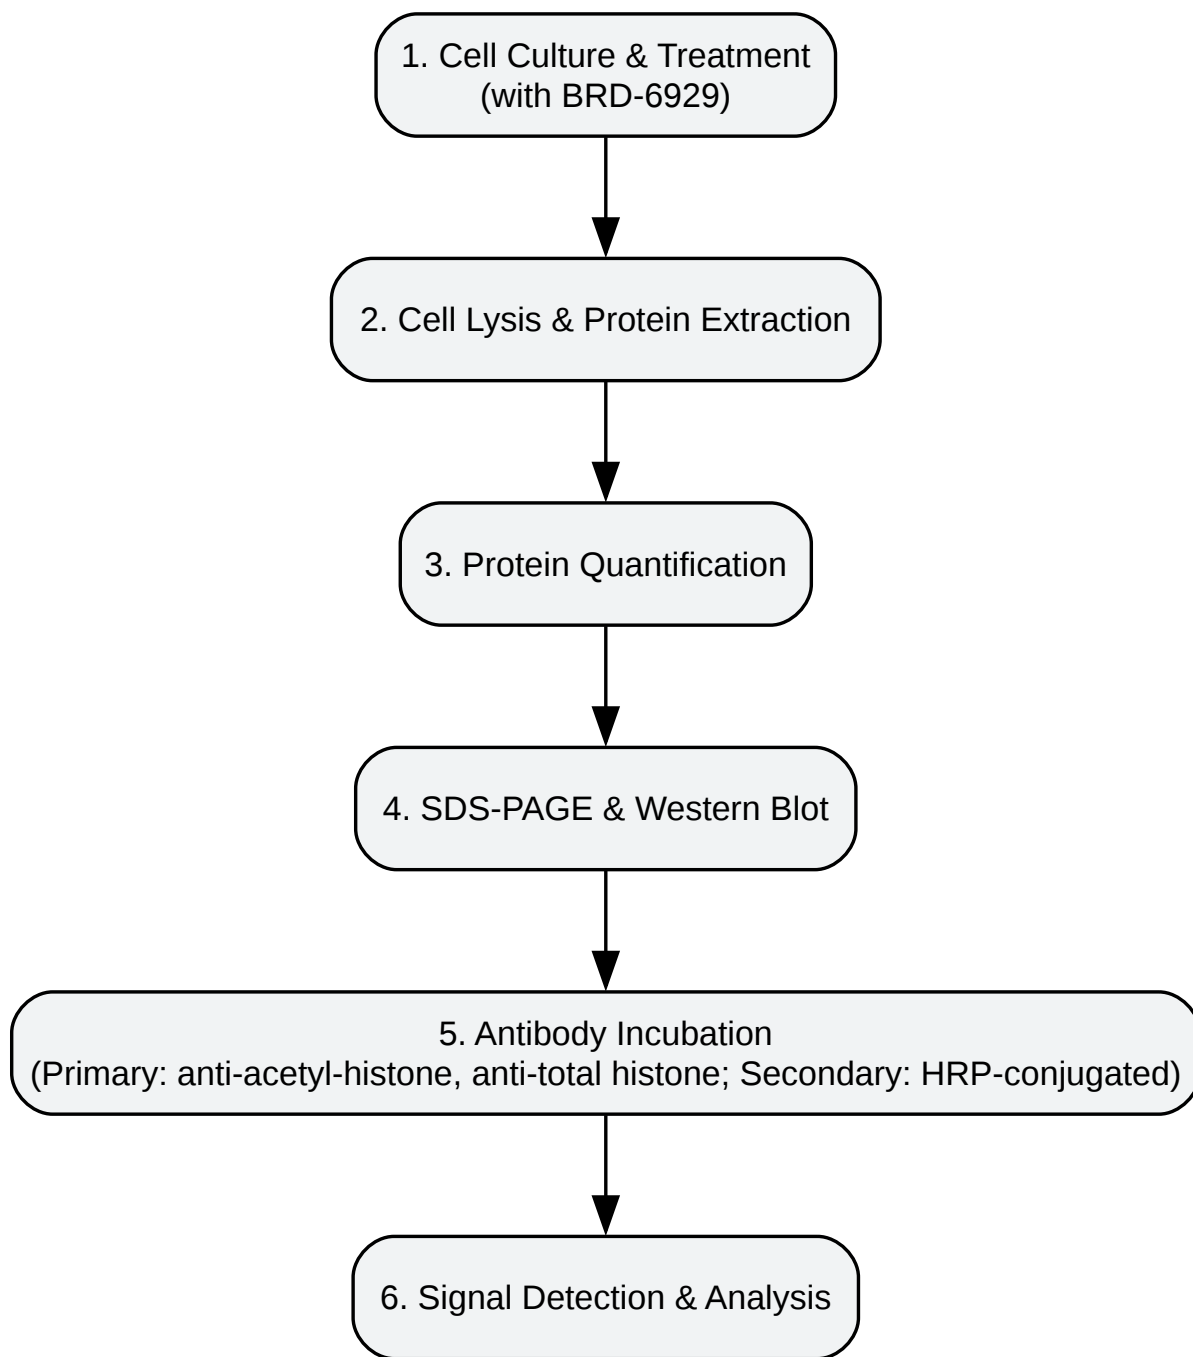 1. Cell Culture & Treatment
(with BRD-6929)
2. Cell Lysis & Protein Extraction
3. Protein Quantification
4. SDS-PAGE & Western Blot
5. Antibody Incubation
(Primary: anti-acetyl-histone, anti-total histone; Secondary: HRP-conjugated)
6. Signal Detection & Analysis